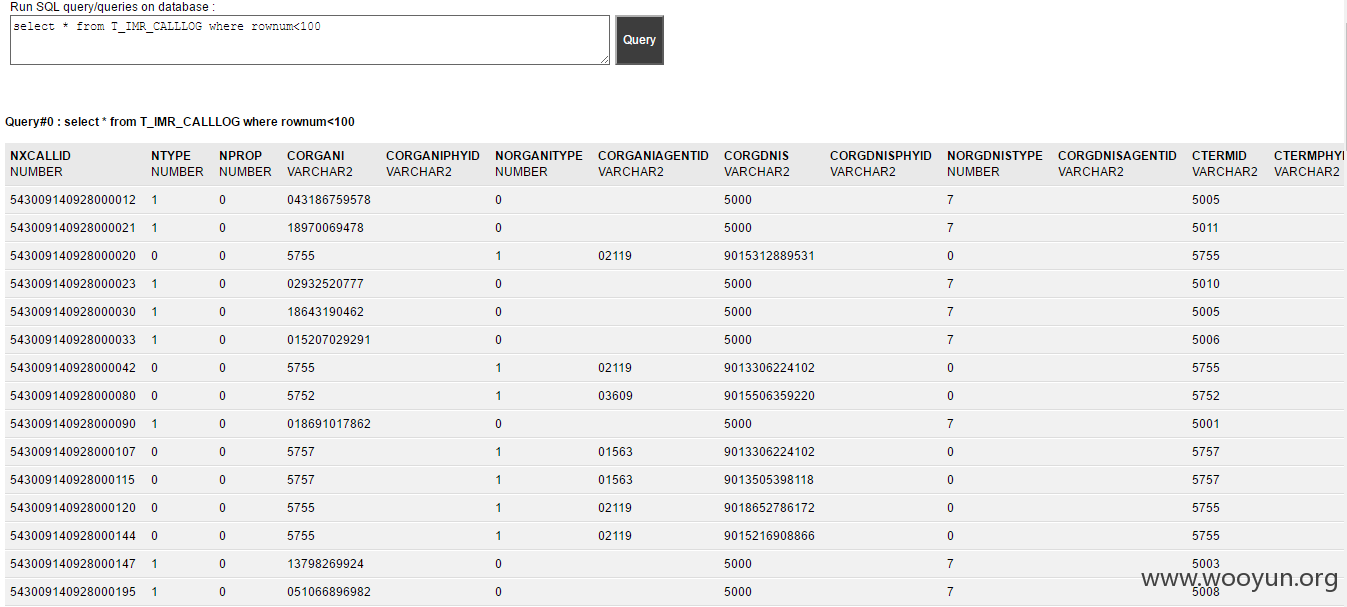 Run SQL query/queries on database :
select * from T_IMR_CALLLOG where rownum<100
Query
Query#0 : select * from T_IMR_CALLLOG where rownum<100
NXCALLID NTYPE NPROP CORGANI CORGANIPHYID NORGANITYPE CORGANIAGENTID CORGDNIS CORGDNISPHYID NORGDNISTYPE CORGDNISAGENTID CTERMID CTERMPHYI
NUMBER NUMBER NUMBER VARCHAR2 VARCHAR2 NUMBER VARCHAR2 VARCHAR2 VARCHAR2 NUMBER VARCHAR2 VARCHAR2 VARCHAR2
543009140928000012 1 0 043186759578 0 5000 7 5005
543009140928000021 1 0 18970069478 0 5000 7 5011
543009140928000020 0 0 5755 1 02119 9015312889531 0 5755
543009140928000023 1 0 02932520777 0 5000 7 5010
543009140928000030 1 0 18643190462 0 5000 7 5005
543009140928000033 1 0 015207029291 0 5000 7 5006
543009140928000042 0 0 5755 1 02119 9013306224102 0 5755
543009140928000080 0 0 5752 1 03609 9015506359220 0 5752
543009140928000090 1 0 018691017862 0 5000 7 5001
543009140928000107 0 0 5757 1 01563 9013306224102 0 5757
543009140928000115 0 0 5757 1 01563 9013505398118 0 5757
543009140928000120 0 0 5755 1 02119 9018652786172 0 5755
543009140928000144 0 0 5755 1 02119 9015216908866 0 5755
543009140928000147 1 0 13798269924 0 5000 7 5003
543009140928000195 1 0 051066896982 0 5000 7 5008
www.wooyun.org